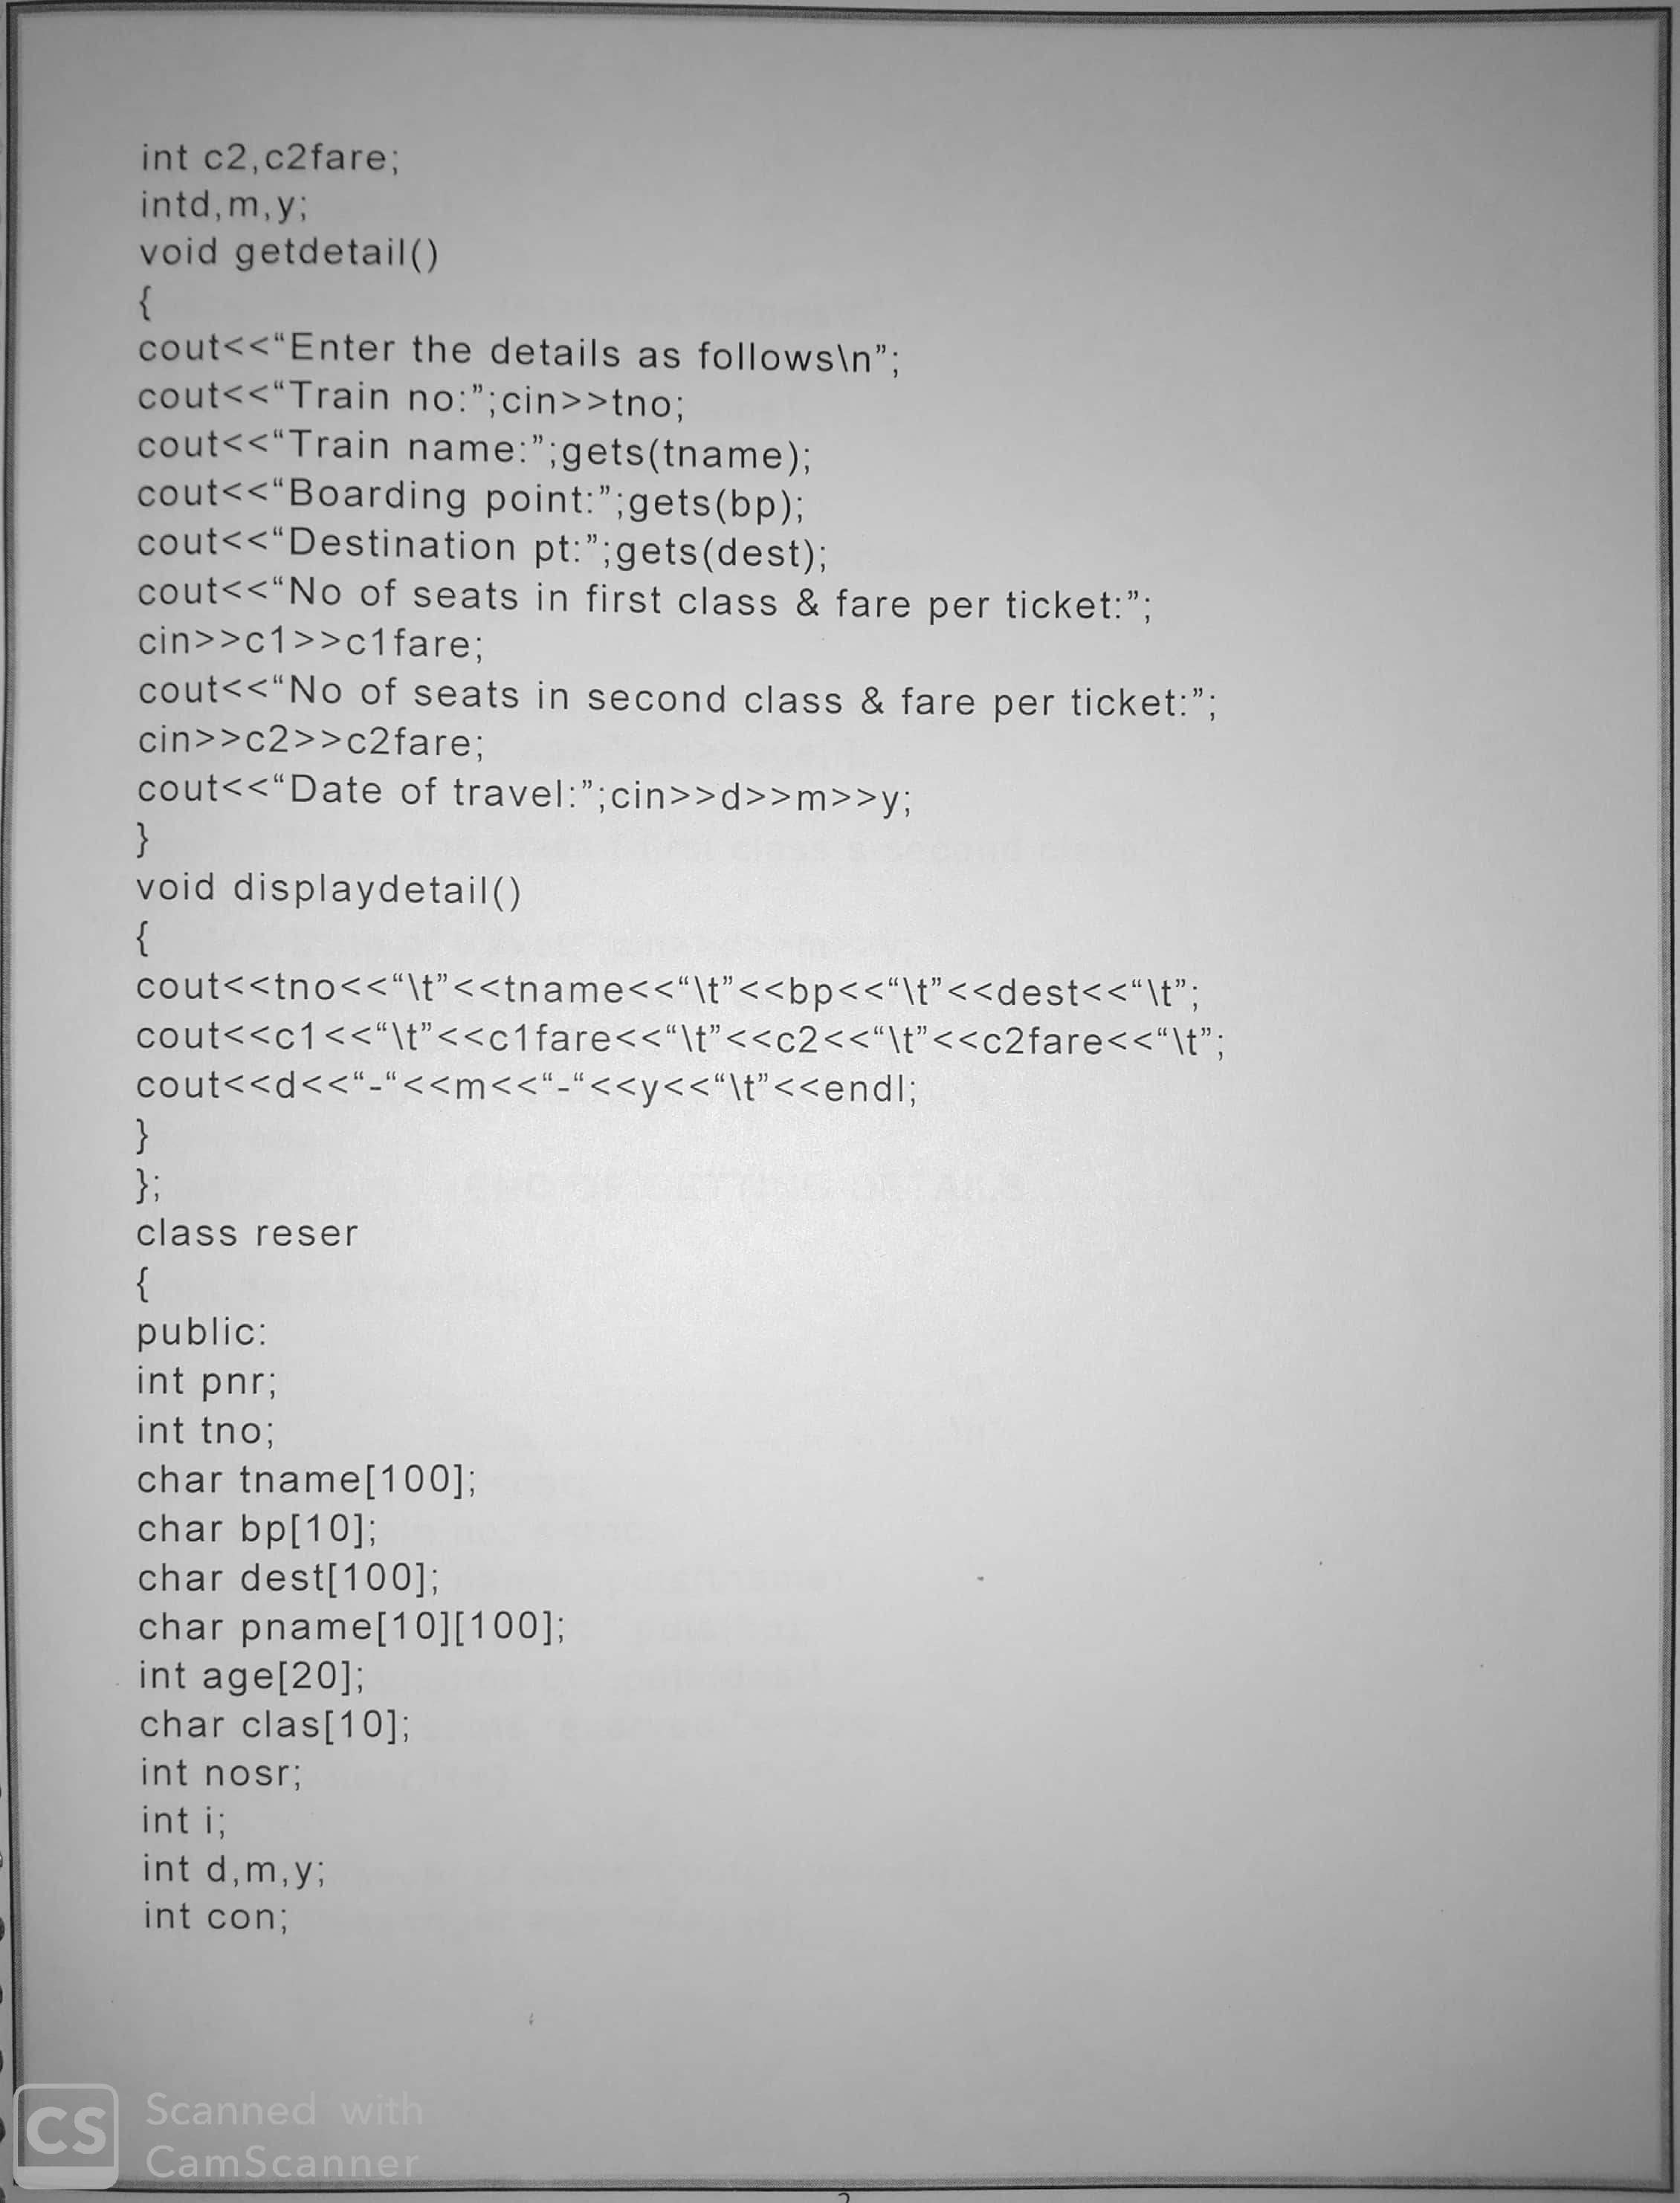 int c2,c2fare;
intd,m,y;
void getdetail()
{
cout<<“Enter the details as follows\n”;
cout<<“Train no:”;cin>>tno;
cout<<“Train name:”;gets(tname);
cout<<“Boarding point:”;gets(bp);
cout<<“Destination pt:”;gets(dest);
cout<<“No of seats in first class & fare per ticket:”;
cin>>c1>>c1fare;
cout<<“No of seats in second class & fare per ticket:”;
cin>>c2>>c2fare;
cout<<“Date of travel:”;cin>>d>>m>>y;
}
void displaydetail()
{
cout<<tno<<“\t”<<tname<<“\t”<<bp<<“\t”<<dest<<“\t”;
cout<<c1<<“\t”<<c1fare<<“\t”<<c2<<“\t”<<c2fare<<“\t”;
cout<<d<<“-“<<m<<“-“<<y<<“\t”<<endl;
}
};
class reser
{
public:
int pnr;
int tno;
char tname[100];
char bp[10];
char dest[100];
char pname[10][100];
int age[20];
char clas[10];
int nosr;
int i;
int d,m,y;
int con;
CS Scanned with
CamScanner